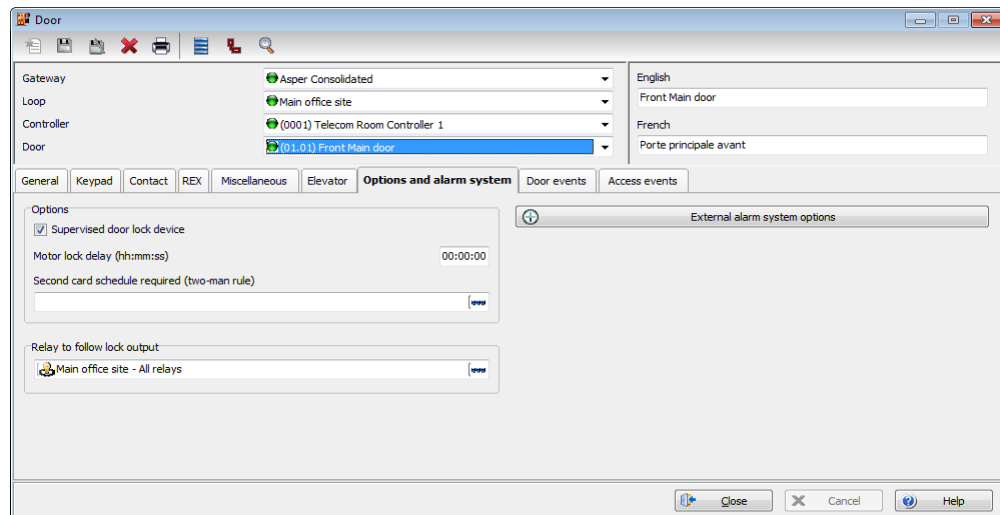 Door
Gateway
Asper Consolidated
Loop
Main office site
Controller
(0001) Telecom Room Controller 1
Door
(01.01) Front Main door
English
Front Main door
French
Porte principale avant
General Keypad Contact REX Miscellaneous Elevator Options and alarm system Door events Access events
Options
Supervised door lock device
Motor lock delay (hh:mm:ss) 00:00:00
Second card schedule required (two-man rule)
External alarm system options
Relay to follow lock output
Main office site - All relays
Close Cancel Help